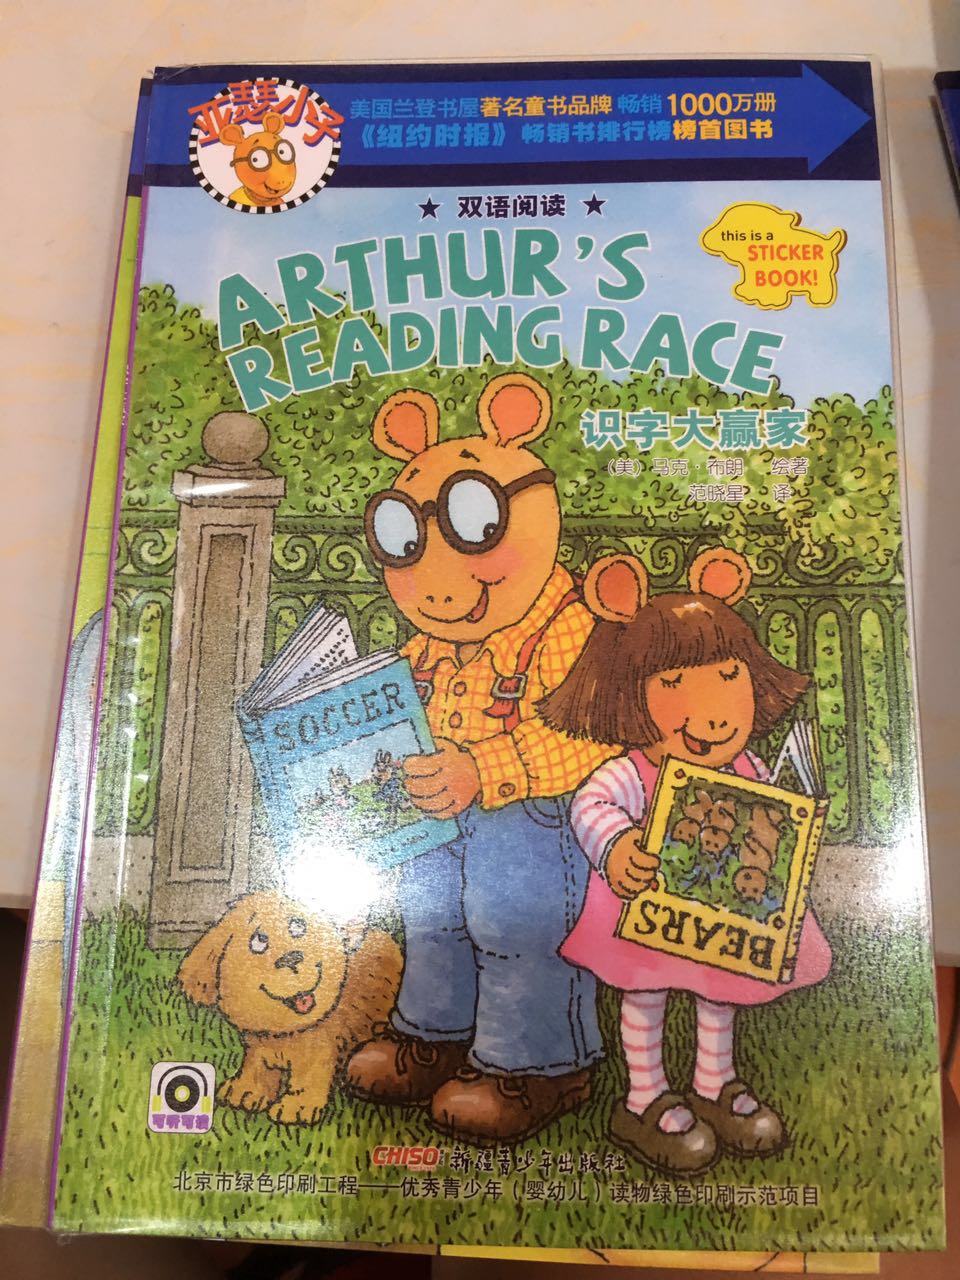 亚瑟小子
美国兰登书屋著名童书品牌 畅销1000万册
《纽约时报》 畅销书排行榜榜首图书
★ 双语阅读 ★
this is a
STICKER
BOOK!
ARTHUR'S
READING RACE
识字大赢家
(美) 马克·布朗 绘著
范晓星 译
SOCCER
BEARS
可听可读
CHISO 新疆青少年出版社
北京市绿色印刷工程——优秀青少年(婴幼儿)读物绿色印刷示范项目